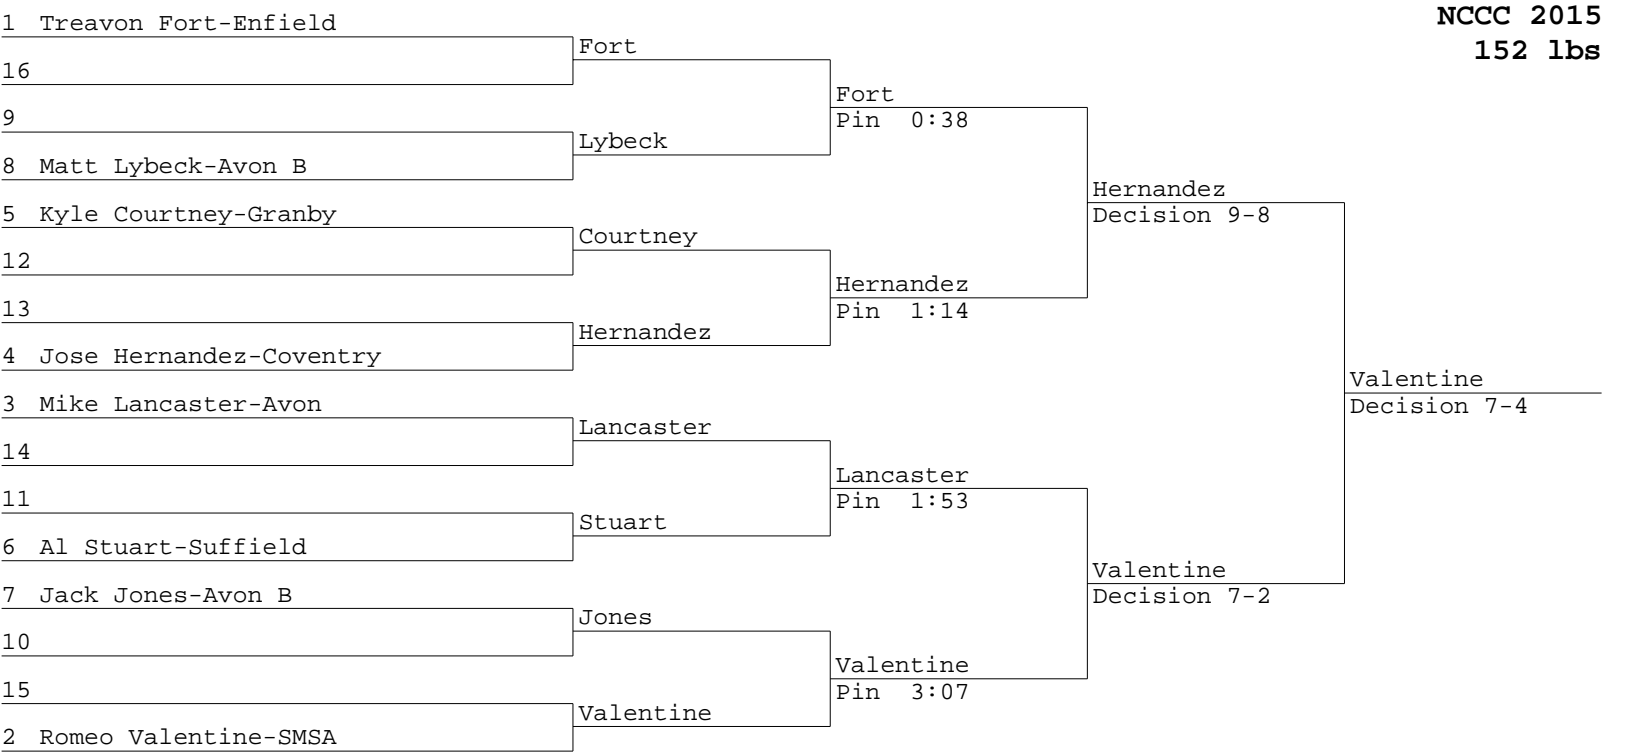 NCCC 2015
152 lbs
1 Treavon Fort-Enfield
16
9
8 Matt Lybeck-Avon B
5 Kyle Courtney-Granby
12
13
4 Jose Hernandez-Coventry
3 Mike Lancaster-Avon
14
11
6 Al Stuart-Suffield
7 Jack Jones-Avon B
10
15
2 Romeo Valentine-SMSA
Fort
Lybeck
Courtney
Hernandez
Lancaster
Stuart
Jones
Valentine
Fort
Pin 0:38
Hernandez
Pin 1:14
Lancaster
Pin 1:53
Valentine
Pin 3:07
Hernandez
Decision 9-8
Valentine
Decision 7-2
Valentine
Decision 7-4